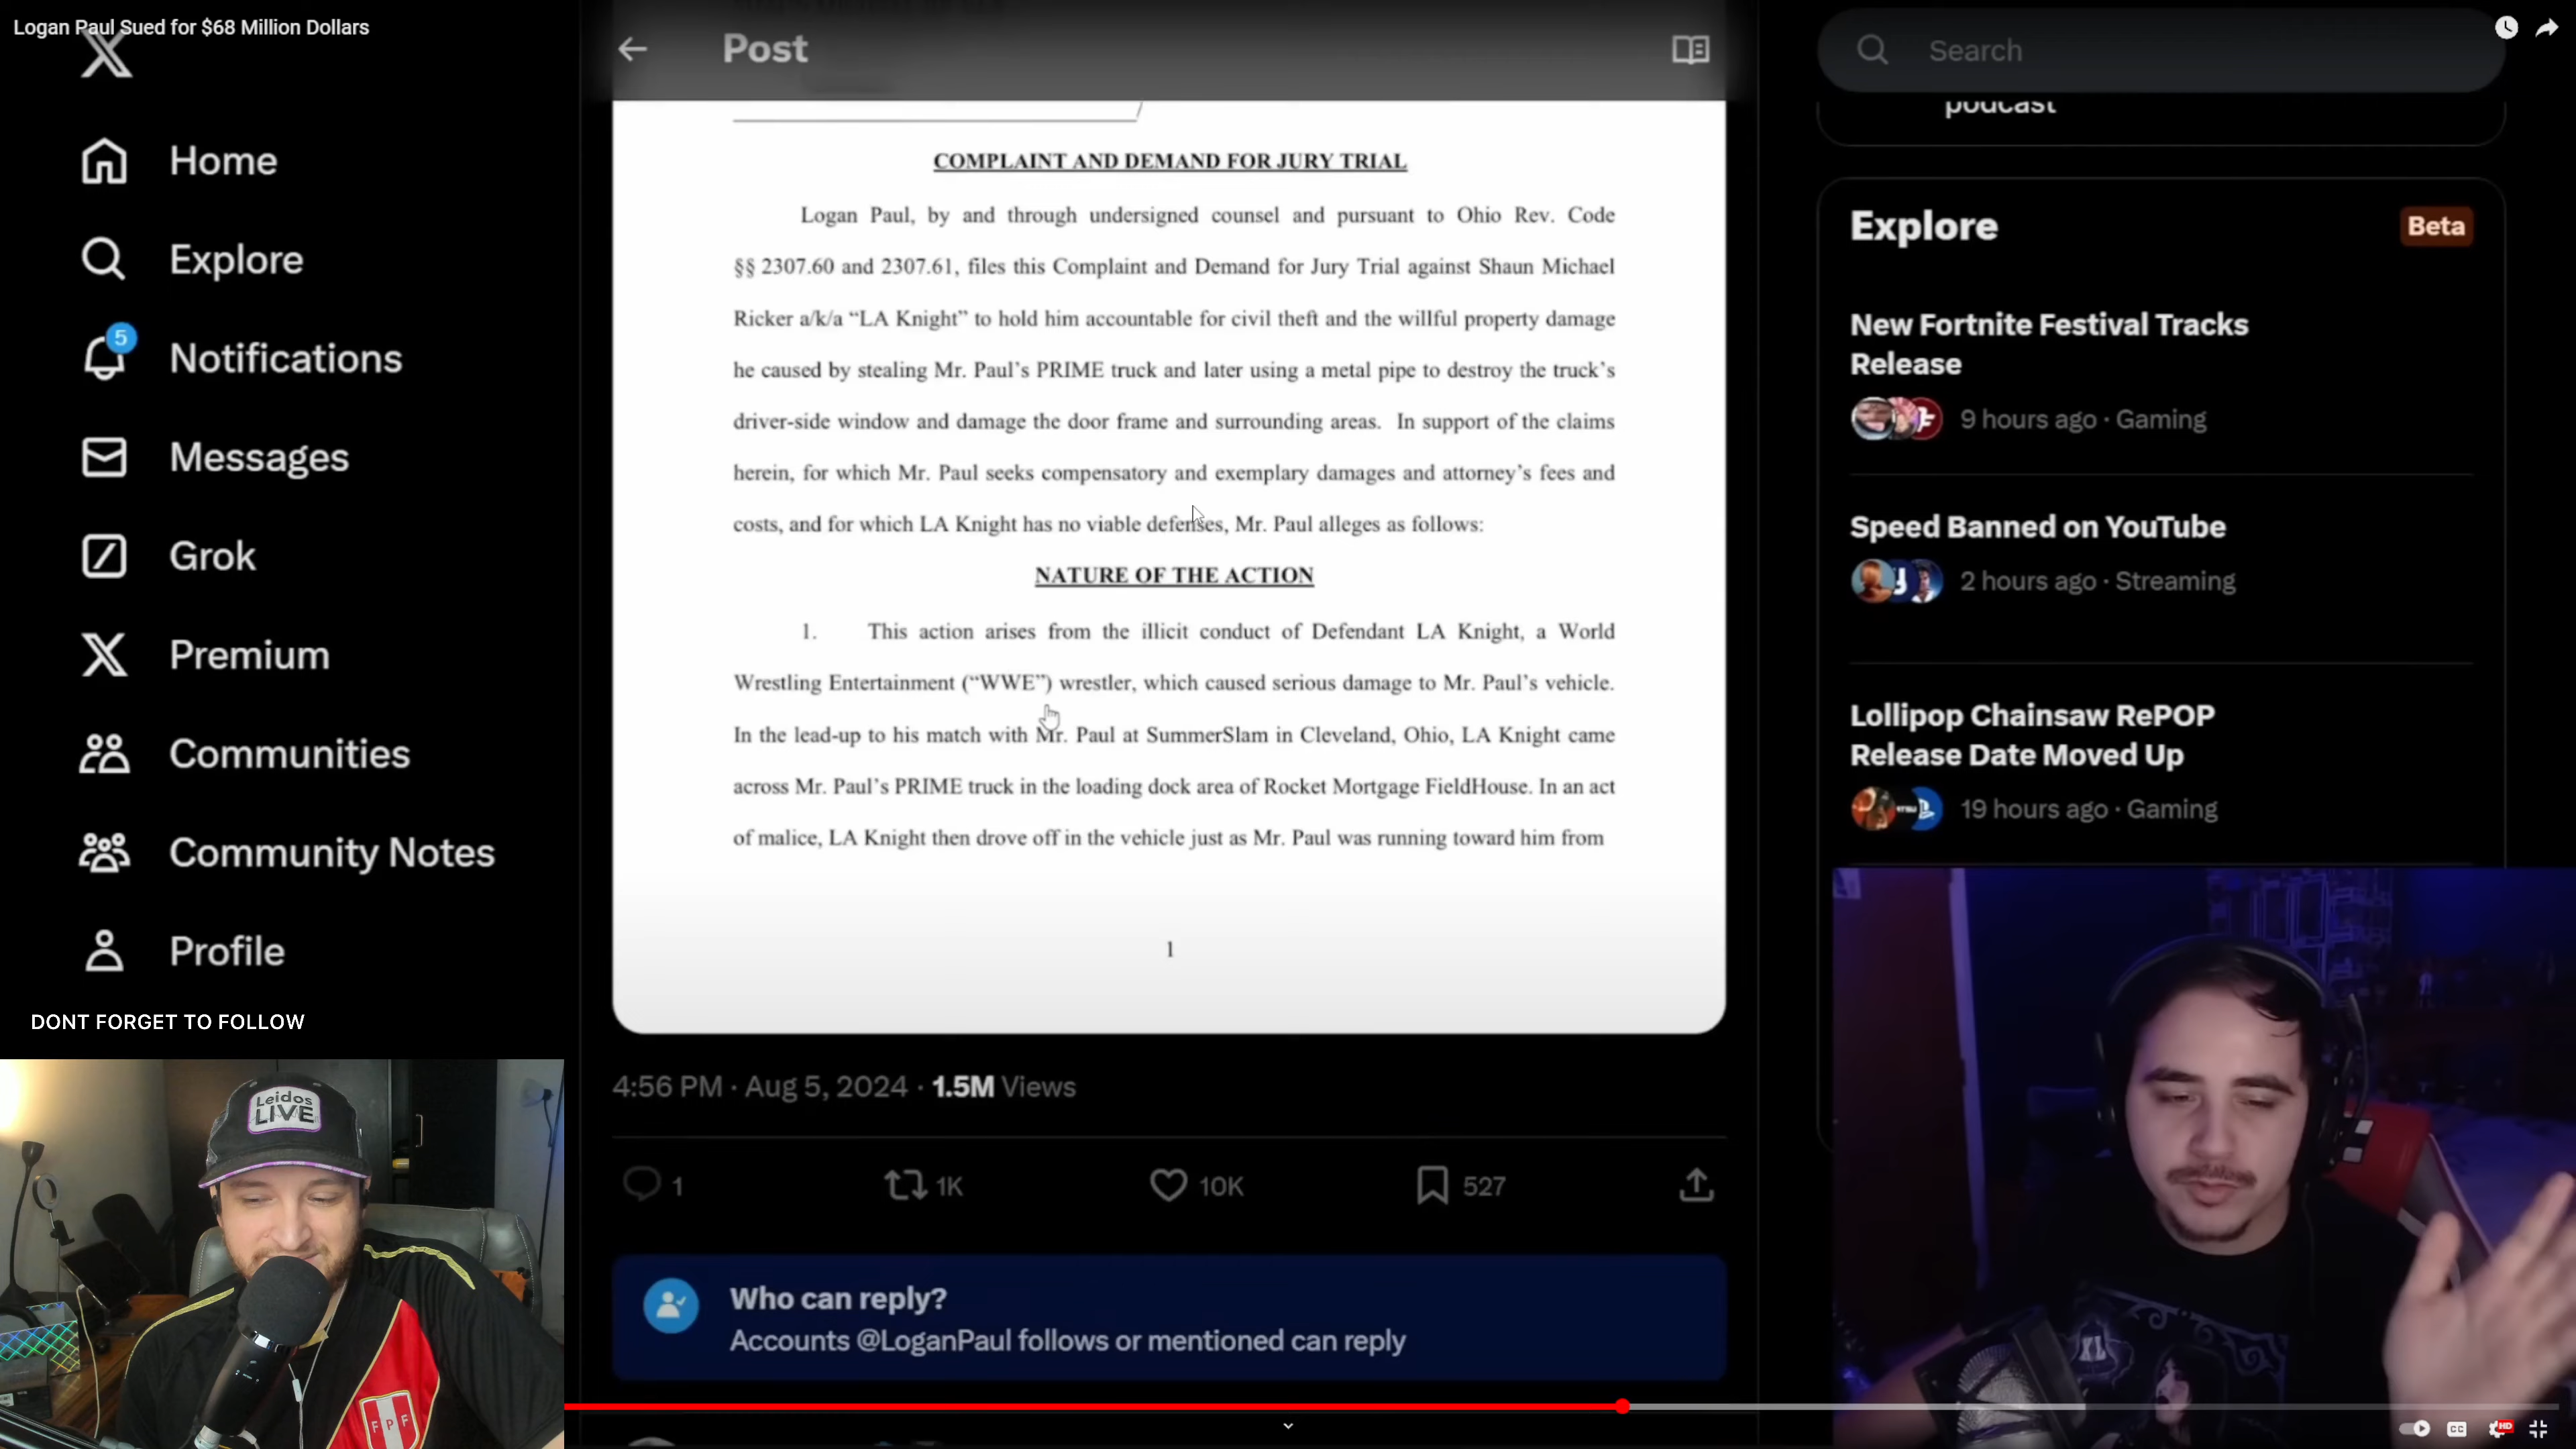 Logan Paul Sued for $68 Million Dollars
Home
Explore
Notifications
5
Messages
Grok
Premium
Communities
Community Notes
Profile
DONT FORGET TO FOLLOW
Leidos
LIVE
FPF
Post
COMPLAINT AND DEMAND FOR JURY TRIAL
Logan Paul, by and through undersigned counsel and pursuant to Ohio Rev. Code
§§ 2307.60 and 2307.61, files this Complaint and Demand for Jury Trial against Shaun Michael
Ricker a/k/a “LA Knight” to hold him accountable for civil theft and the willful property damage
he caused by stealing Mr. Paul’s PRIME truck and later using a metal pipe to destroy the truck’s
driver-side window and damage the door frame and surrounding areas. In support of the claims
herein, for which Mr. Paul seeks compensatory and exemplary damages and attorney’s fees and
costs, and for which LA Knight has no viable defenses, Mr. Paul alleges as follows:
NATURE OF THE ACTION
1. This action arises from the illicit conduct of Defendant LA Knight, a World
Wrestling Entertainment (“WWE”) wrestler, which caused serious damage to Mr. Paul’s vehicle.
In the lead-up to his match with Mr. Paul at SummerSlam in Cleveland, Ohio, LA Knight came
across Mr. Paul’s PRIME truck in the loading dock area of Rocket Mortgage FieldHouse. In an act
of malice, LA Knight then drove off in the vehicle just as Mr. Paul was running toward him from
1
4:56 PM · Aug 5, 2024 · 1.5M Views
1 1K 10K 527
Who can reply?
Accounts @LoganPaul follows or mentioned can reply
Search
podcast
Explore
Beta
New Fortnite Festival Tracks
Release
9 hours ago · Gaming
Speed Banned on YouTube
2 hours ago · Streaming
Lollipop Chainsaw RePOP
Release Date Moved Up
19 hours ago · Gaming
CC
HD